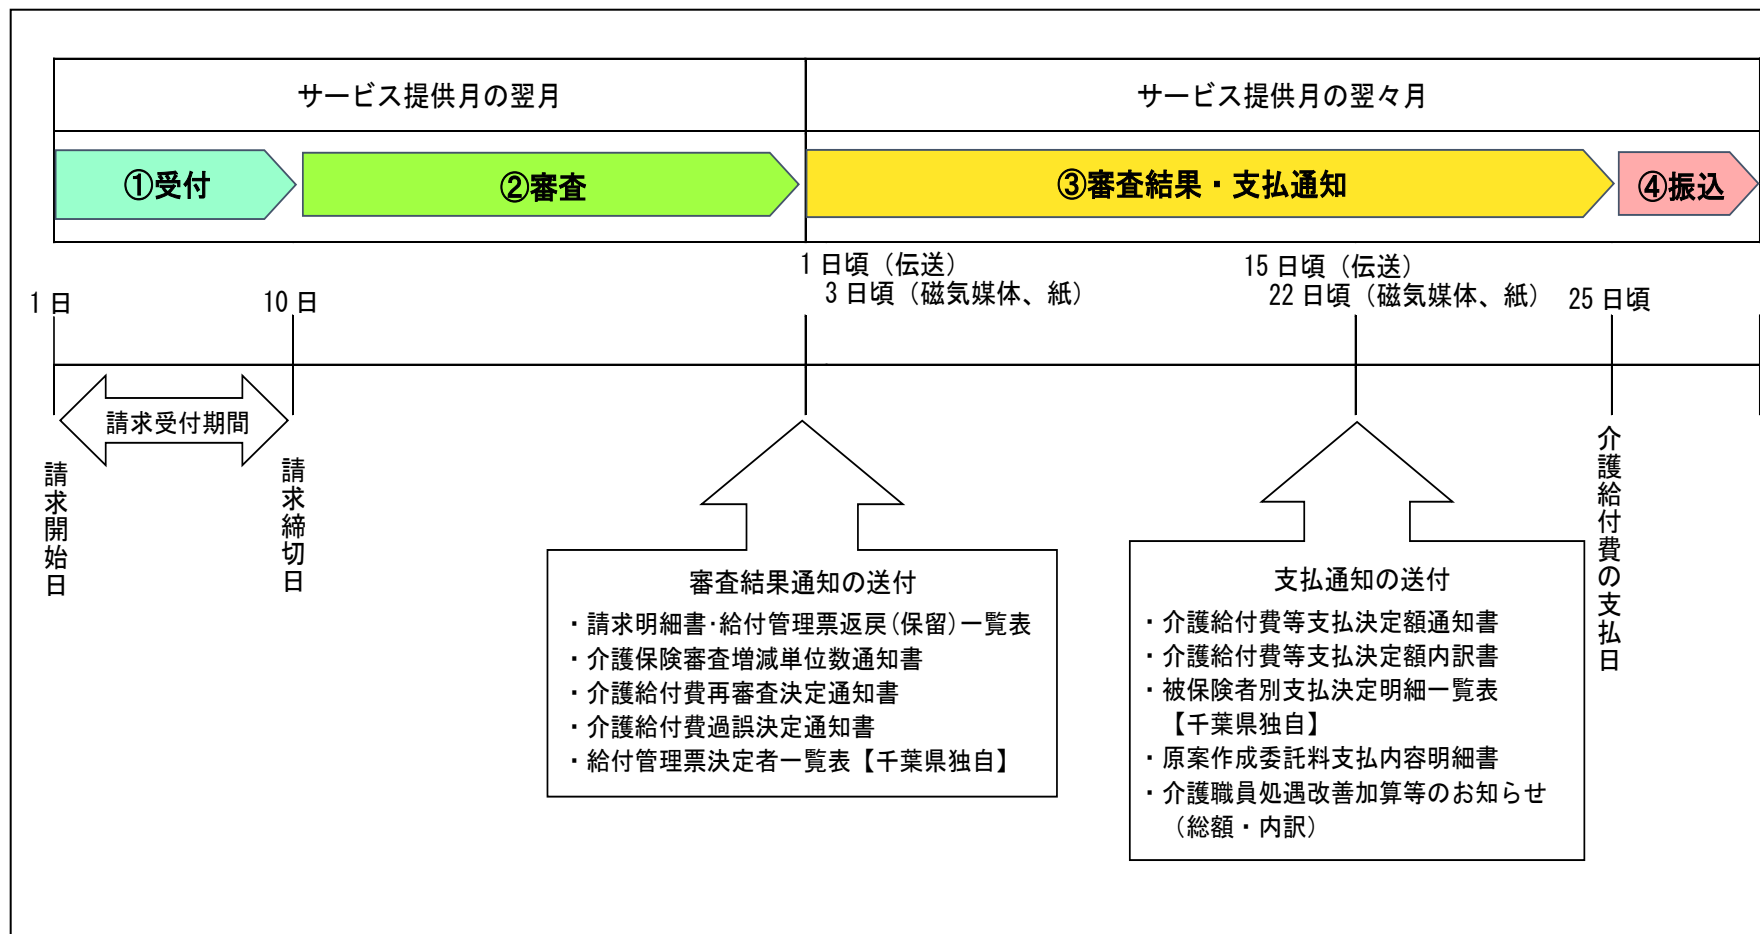 サービス提供月の翌月
サービス提供月の翌々月
①受付
②審査
③審査結果・支払通知
④振込
1日頃（伝送）
3日頃（磁気媒体、紙）
15日頃（伝送）
22日頃（磁気媒体、紙）
25日頃
1日
10日
請求受付期間
請求開始日
請求締切日
介護給付費の支払日
審査結果通知の送付
・請求明細書･給付管理票返戻(保留)一覧表
・介護保険審査増減単位数通知書
・介護給付費再審査決定通知書
・介護給付費過誤決定通知書
・給付管理票決定者一覧表【千葉県独自】
支払通知の送付
・介護給付費等支払決定額通知書
・介護給付費等支払決定額内訳書
・被保険者別支払決定明細一覧表
【千葉県独自】
・原案作成委託料支払内容明細書
・介護職員処遇改善加算等のお知らせ
（総額・内訳）